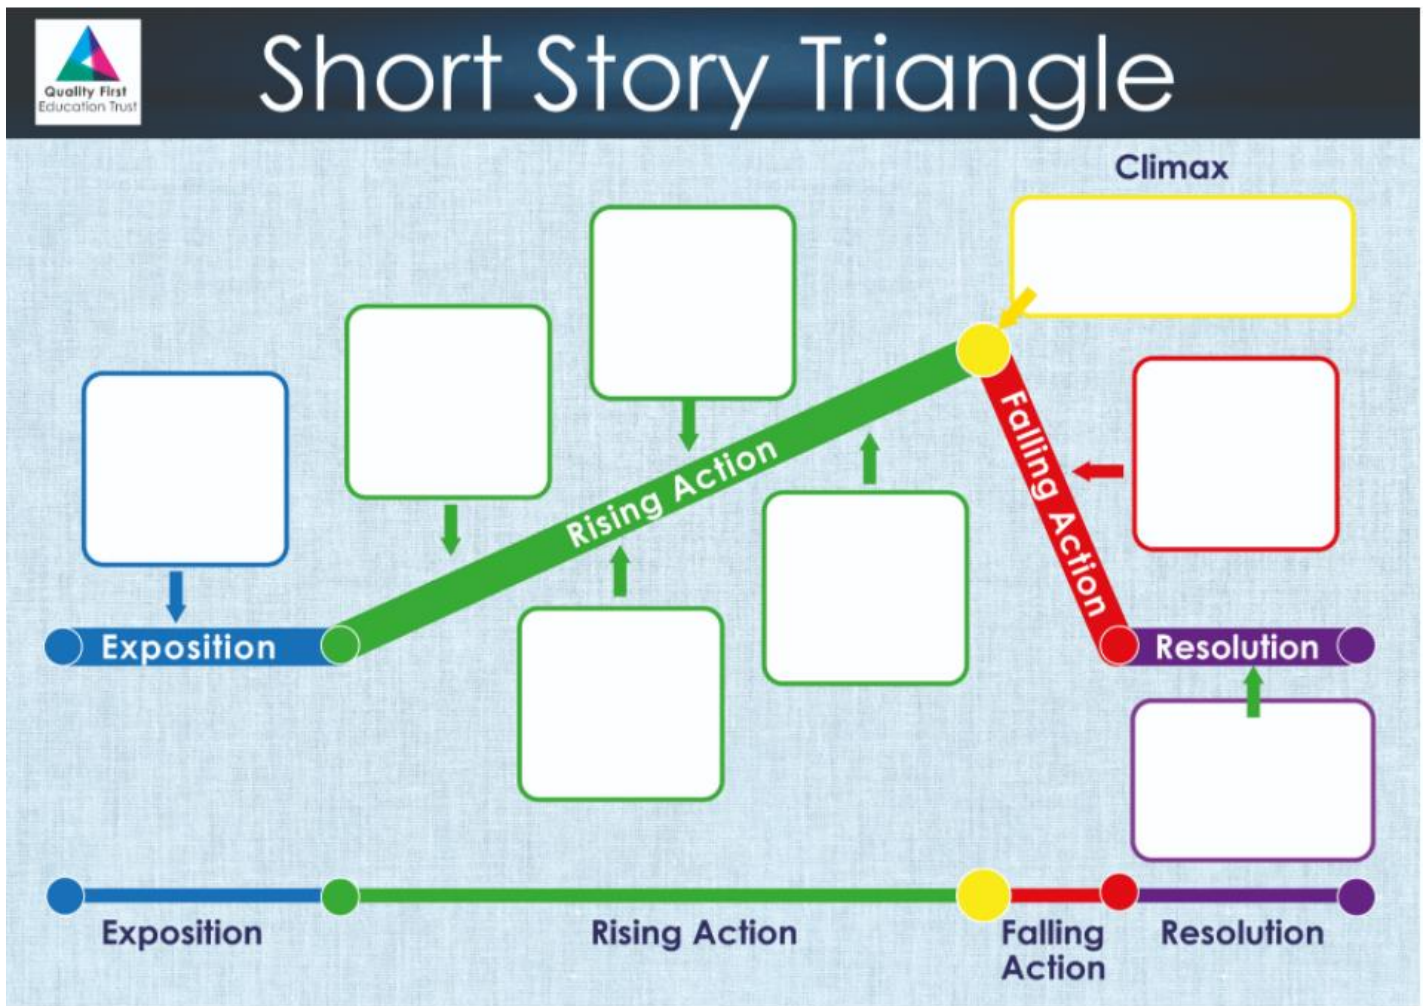 Quality First
Education Trust
Short Story Triangle
Climax
Rising Action
Falling Action
Exposition
Resolution
Exposition
Rising Action
Falling
Action
Resolution